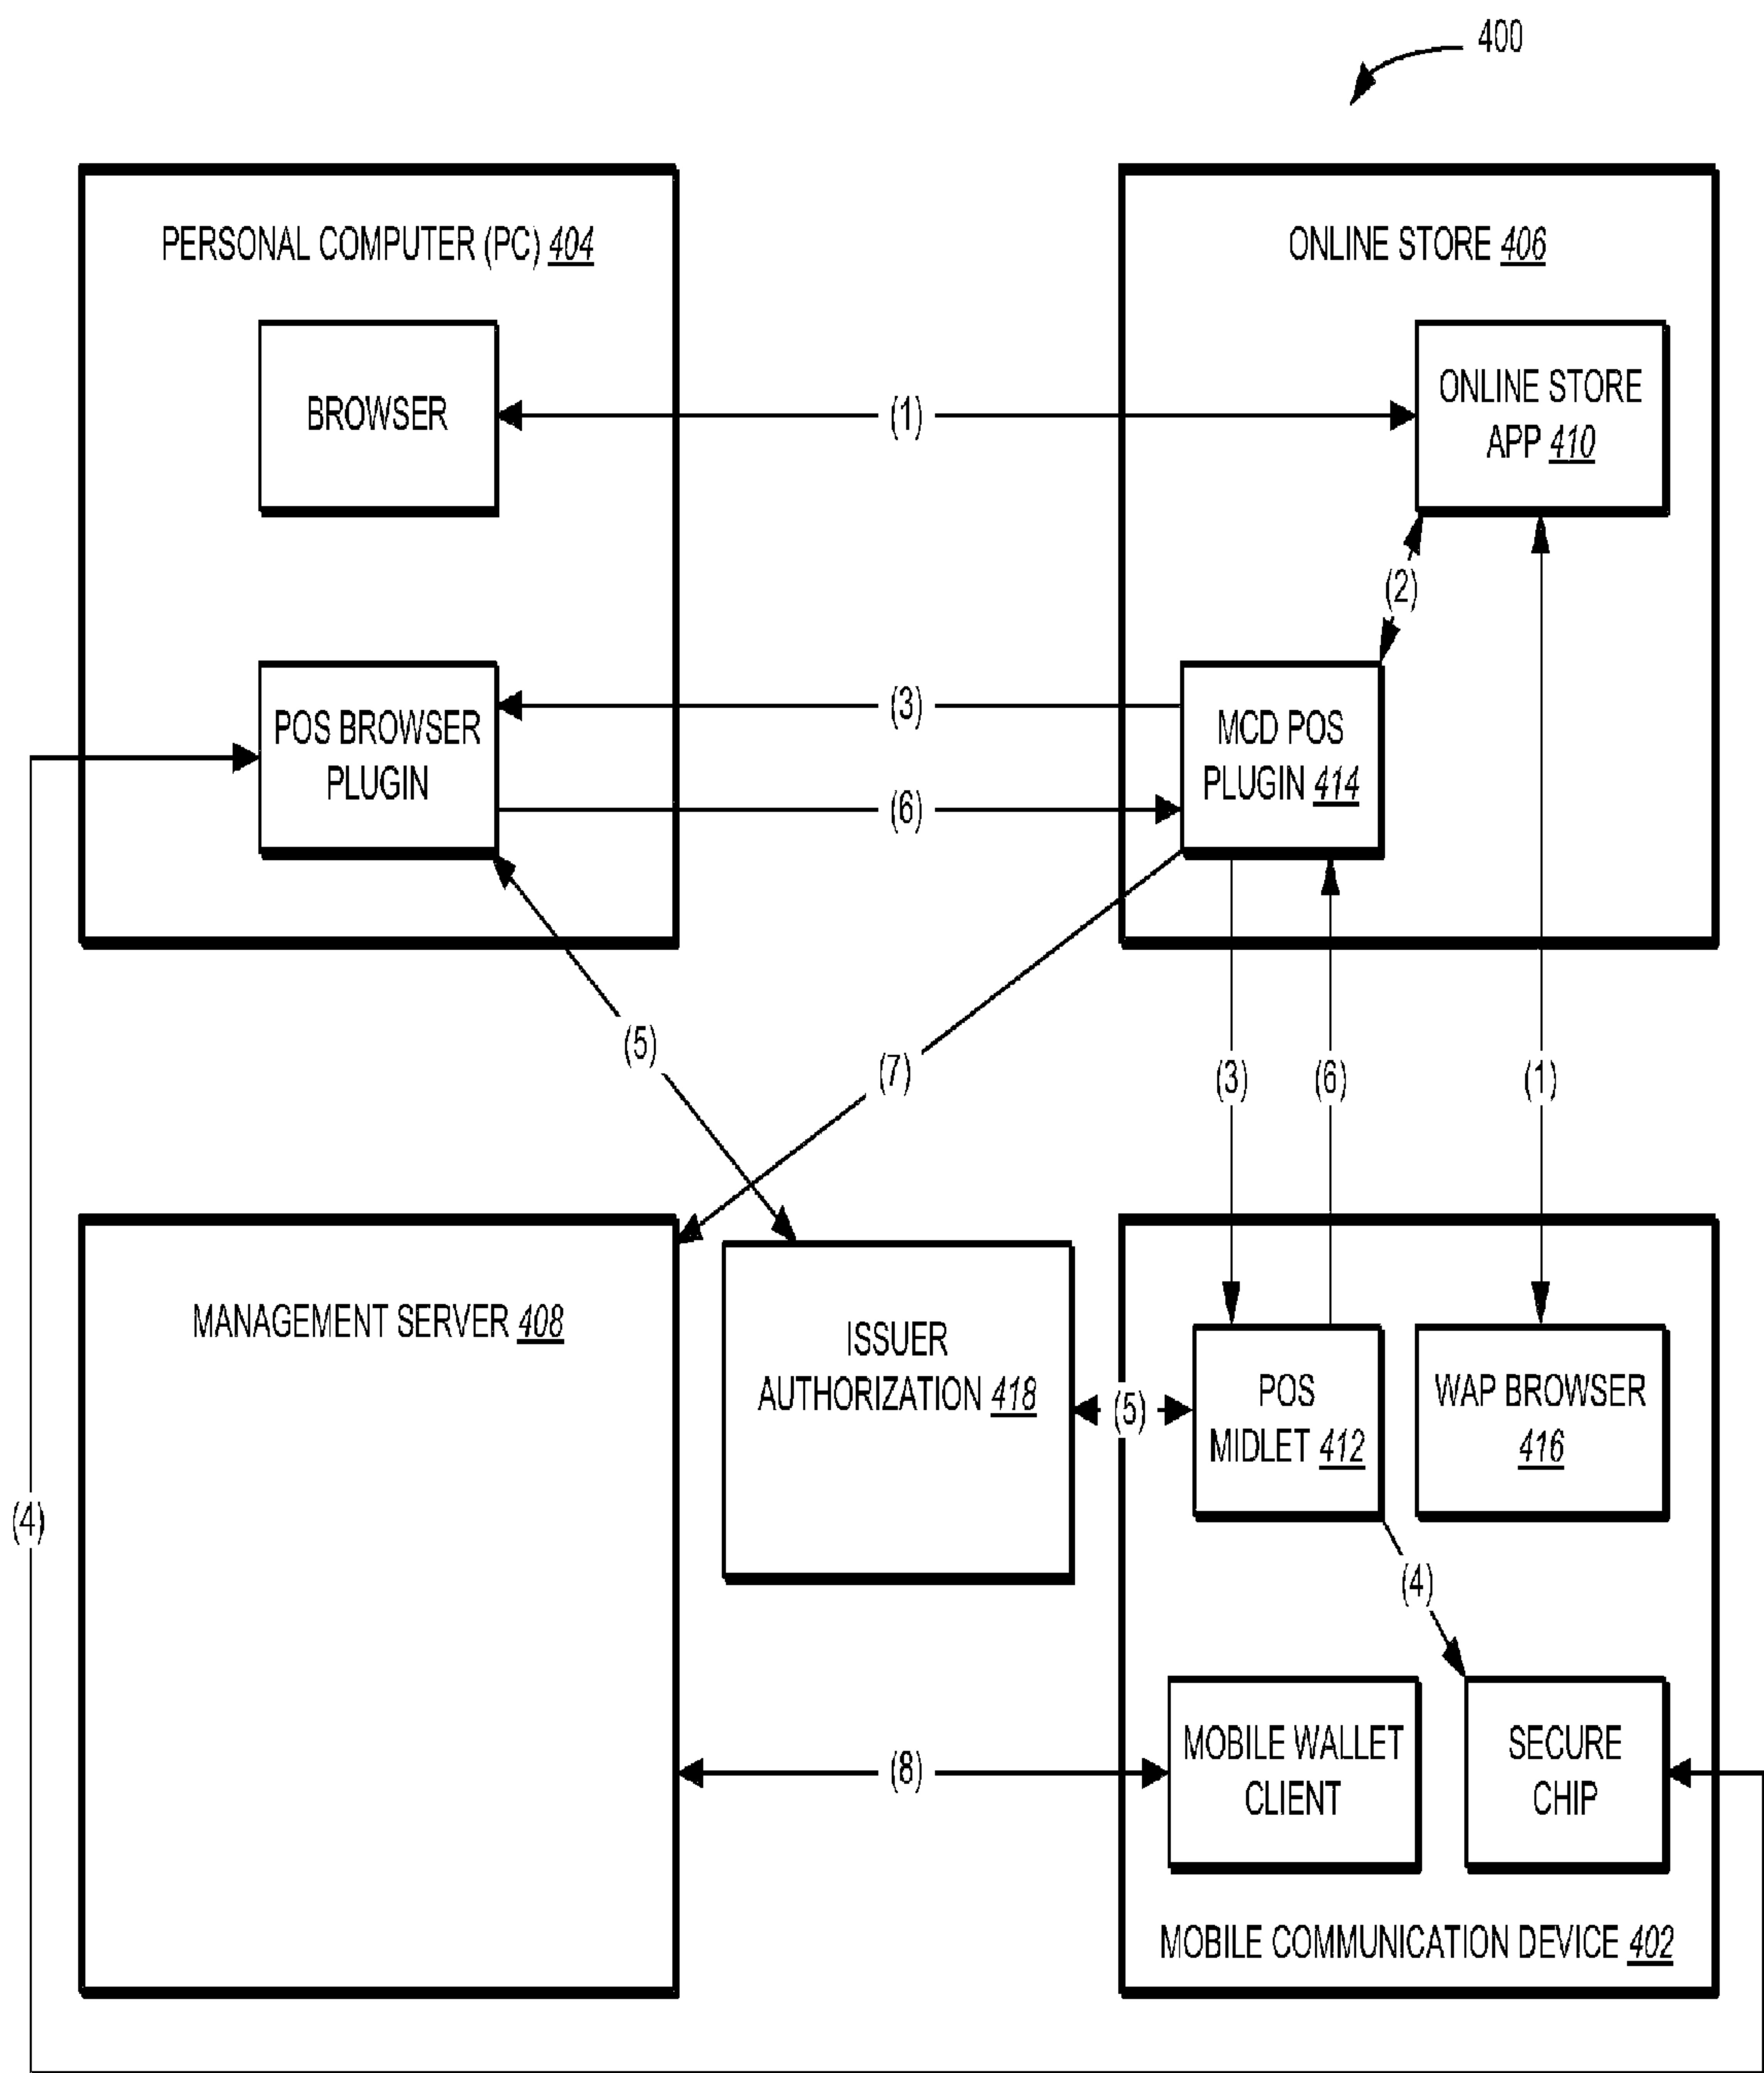 400
PERSONAL COMPUTER (PC) 404
ONLINE STORE 406
BROWSER
(1)
ONLINE STORE
APP 410
(2)
POS BROWSER
PLUGIN
(3)
(6)
MCD POS
PLUGIN 414
(5)
(7)
(3)
(6)
(1)
MANAGEMENT SERVER 408
ISSUER
AUTHORIZATION 418
(5)
POS
MIDLET 412
WAP BROWSER
416
(4)
(4)
(8)
MOBILE WALLET
CLIENT
SECURE
CHIP
MOBILE COMMUNICATION DEVICE 402